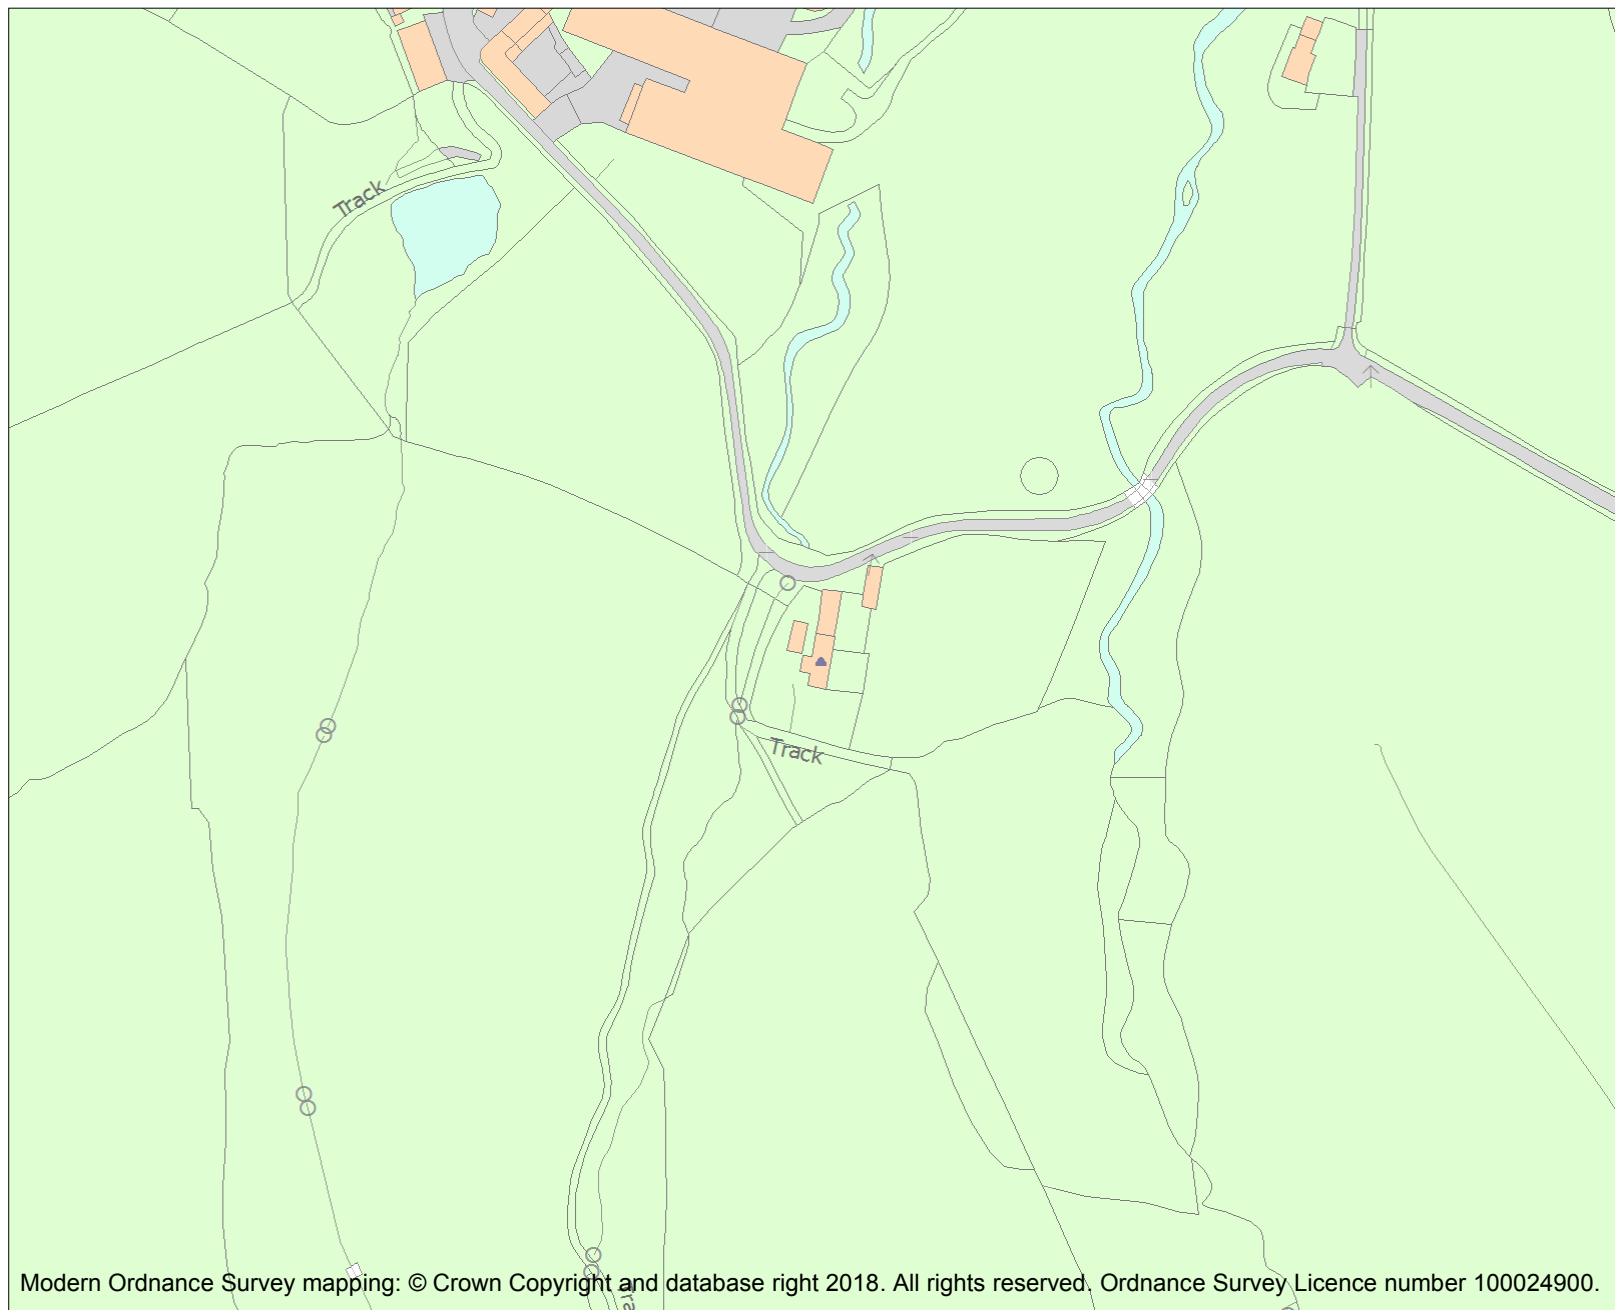 Track
Track
Modern Ordnance Survey mapping: © Crown Copyright and database right 2018. All rights reserved. Ordnance Survey Licence number 100024900.